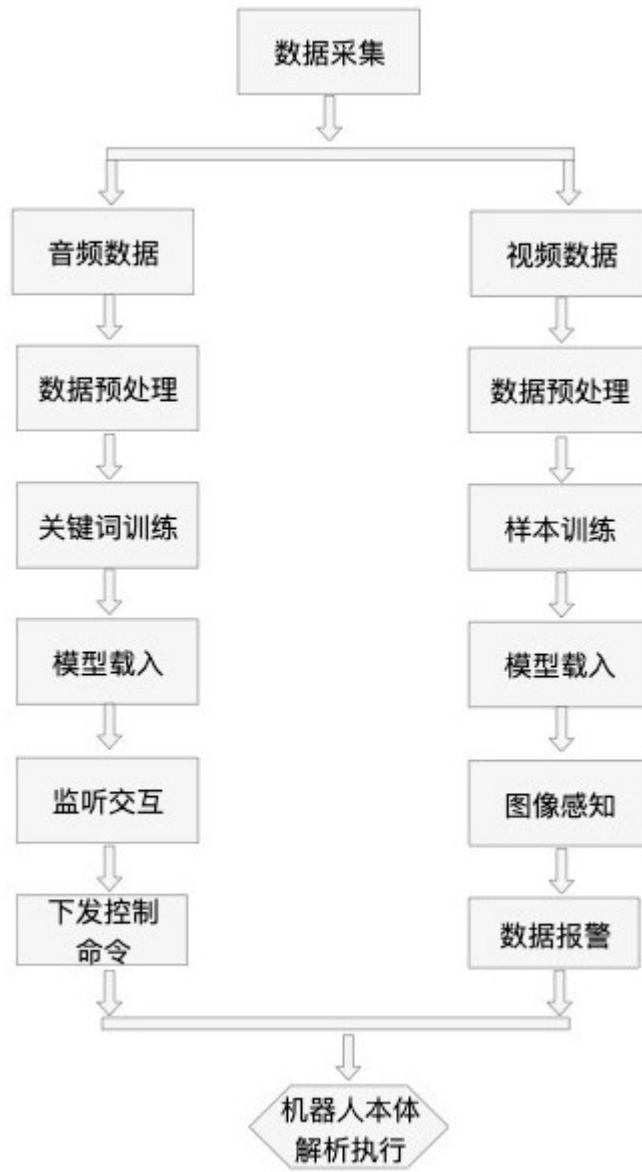 数据采集
音频数据
视频数据
数据预处理
数据预处理
关键词训练
样本训练
模型载入
模型载入
监听交互
图像感知
下发控制
命令
数据报警
机器人本体
解析执行